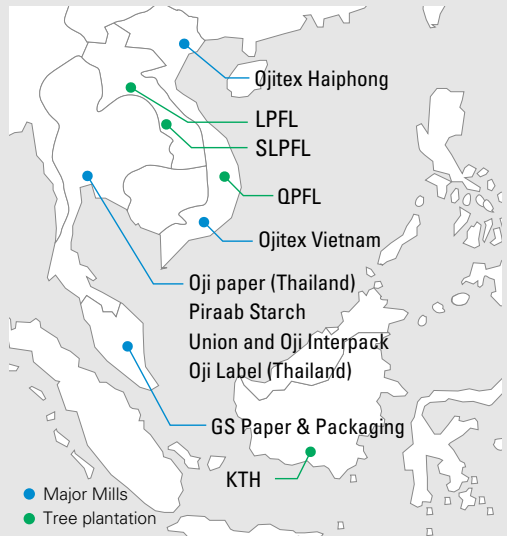 Ojitex Haiphong
LPFL
SLPFL
QPFL
Ojitex Vietnam
Oji paper (Thailand)
Piraab Starch
Union and Oji Interpack
Oji Label (Thailand)
GS Paper & Packaging
KTH
Major Mills
Tree plantation